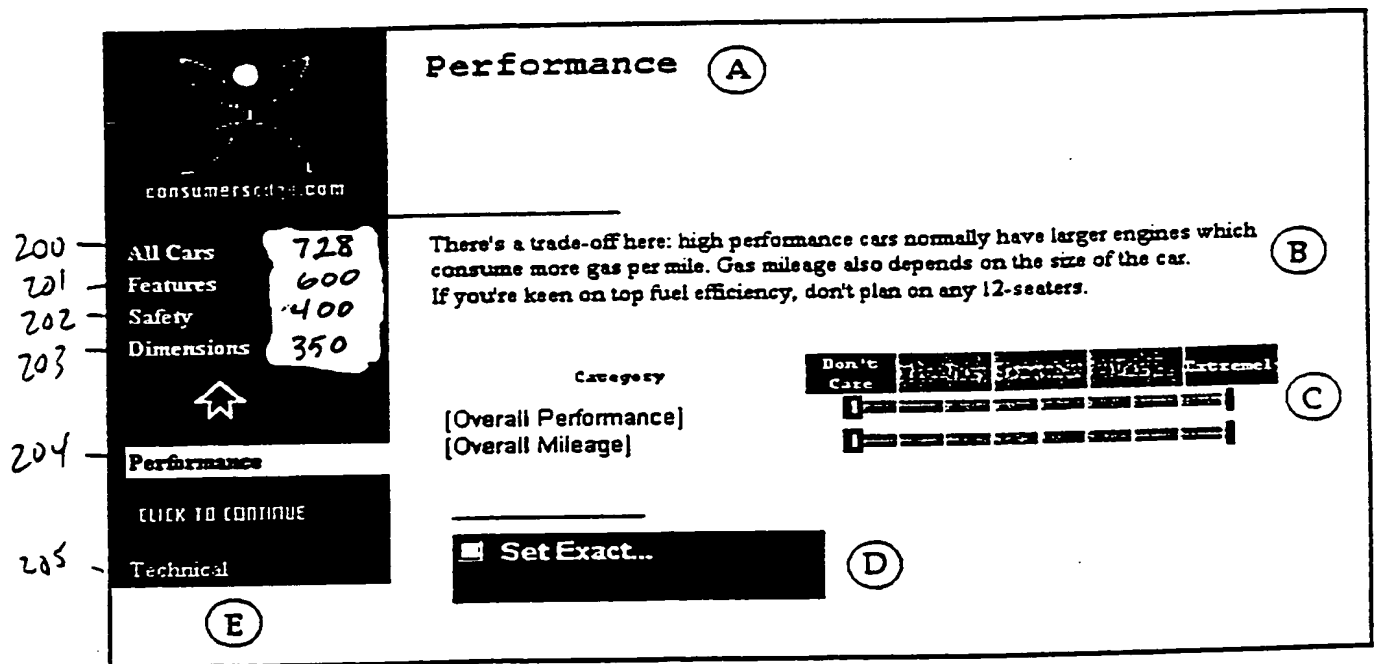 Performance A
consumersedge.com
200 All Cars 728
201 Features 600
202 Safety 400
203 Dimensions 350
There's a trade-off here: high performance cars normally have larger engines which
consume more gas per mile. Gas mileage also depends on the size of the car.
If you're keen on top fuel efficiency, don't plan on any 12-seaters.
B
Category
Don't
Care
Extremel
[Overall Performance]
[Overall Mileage]
C
204 Performance
CLICK TO CONTINUE
205 Technical
Set Exact...
D
E